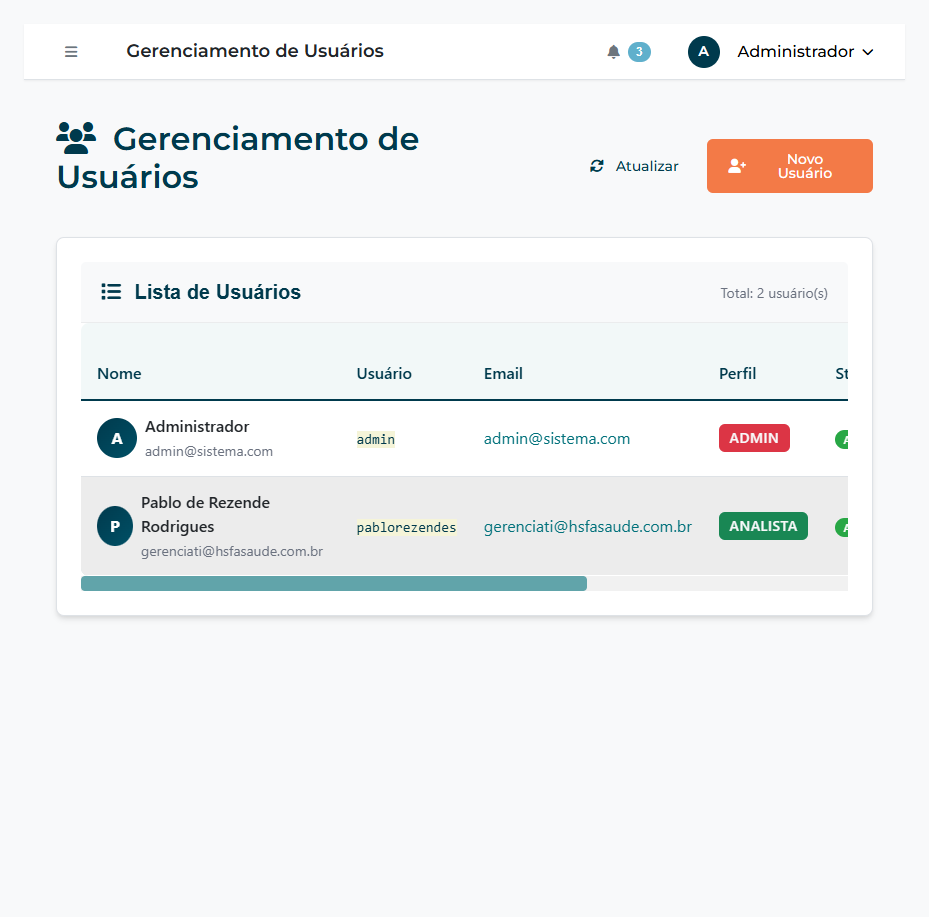 Gerenciamento de Usuários
3
A
Administrador
Gerenciamento de
Usuários
Atualizar
Novo
Usuário
Lista de Usuários
Total: 2 usuário(s)
Nome Usuário Email Perfil St
A
Administrador
admin@sistema.com
admin
admin@sistema.com
ADMIN
A
P
Pablo de Rezende
Rodrigues
gerenciati@hsfasaude.com.br
pablorezendes
gerenciati@hsfasaude.com.br
ANALISTA
A